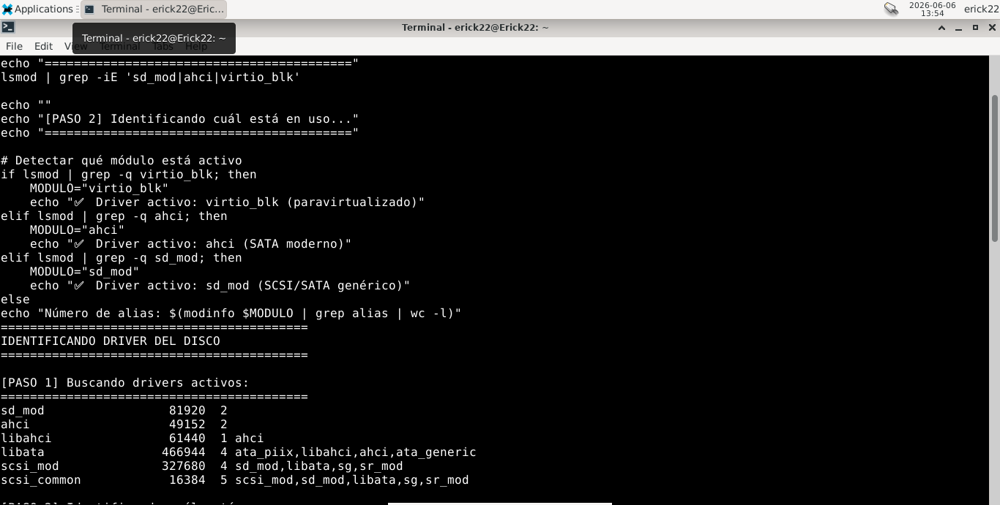 Applications
Terminal - erick22@Eric...
2026-06-06
13:54
erick22
Terminal - erick22@Erick22: ~
Terminal - erick22@Erick22: ~
File Edit View Terminal Tabs Help
echo "=========================================="
lsmod | grep -iE 'sd_mod|ahci|virtio_blk'
echo ""
echo "[PASO 2] Identificando cuál está en uso..."
echo "=========================================="
# Detectar qué módulo está activo
if lsmod | grep -q virtio_blk; then
    MODULO="virtio_blk"
    echo "✅ Driver activo: virtio_blk (paravirtualizado)"
elif lsmod | grep -q ahci; then
    MODULO="ahci"
    echo "✅ Driver activo: ahci (SATA moderno)"
elif lsmod | grep -q sd_mod; then
    MODULO="sd_mod"
    echo "✅ Driver activo: sd_mod (SCSI/SATA genérico)"
else
echo "Número de alias: $(modinfo $MODULO | grep alias | wc -l)"
==========================================
IDENTIFICANDO DRIVER DEL DISCO
==========================================
[PASO 1] Buscando drivers activos:
==========================================
sd_mod                 81920  2
ahci                   49152  2
libahci                61440  1 ahci
libata                466944  4 ata_piix,libahci,ahci,ata_generic
scsi_mod              327680  4 sd_mod,libata,sg,sr_mod
scsi_common            16384  5 scsi_mod,sd_mod,libata,sg,sr_mod